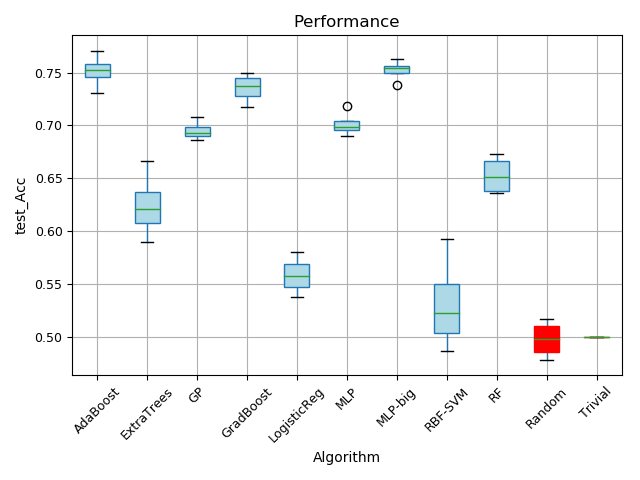 Performance
test_Acc
0.75
0.70
0.65
0.60
0.55
0.50
AdaBoost
ExtraTrees
GP
GradBoost
LogisticReg
MLP
MLP-big
RBF-SVM
RF
Random
Trivial
Algorithm